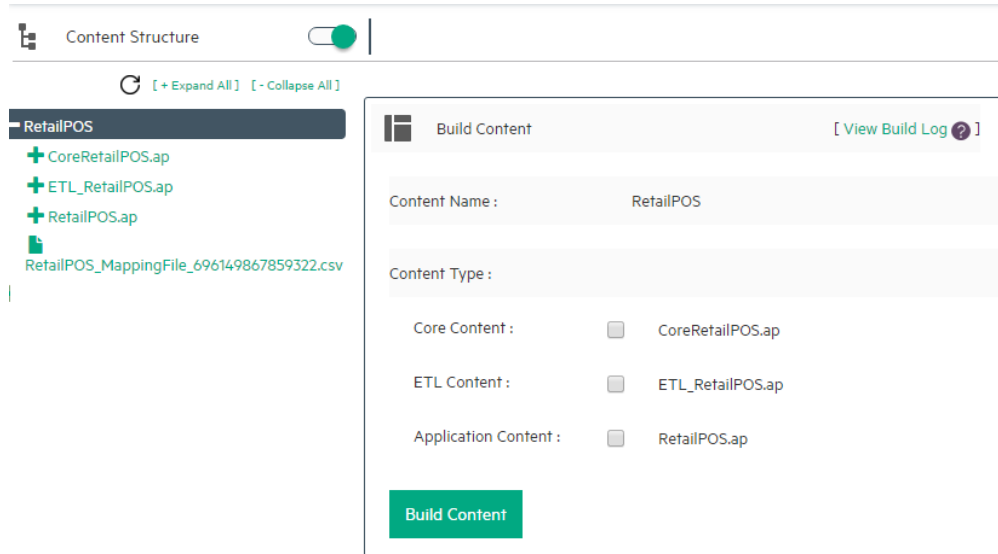 Content Structure
[ + Expand All ] [ - Collapse All ]
RetailPOS
CoreRetailPOS.ap
ETL_RetailPOS.ap
RetailPOS.ap
RetailPOS_MappingFile_696149867859322.csv
Build Content [ View Build Log ? ]
Content Name : RetailPOS
Content Type :
Core Content : CoreRetailPOS.ap
ETL Content : ETL_RetailPOS.ap
Application Content : RetailPOS.ap
Build Content